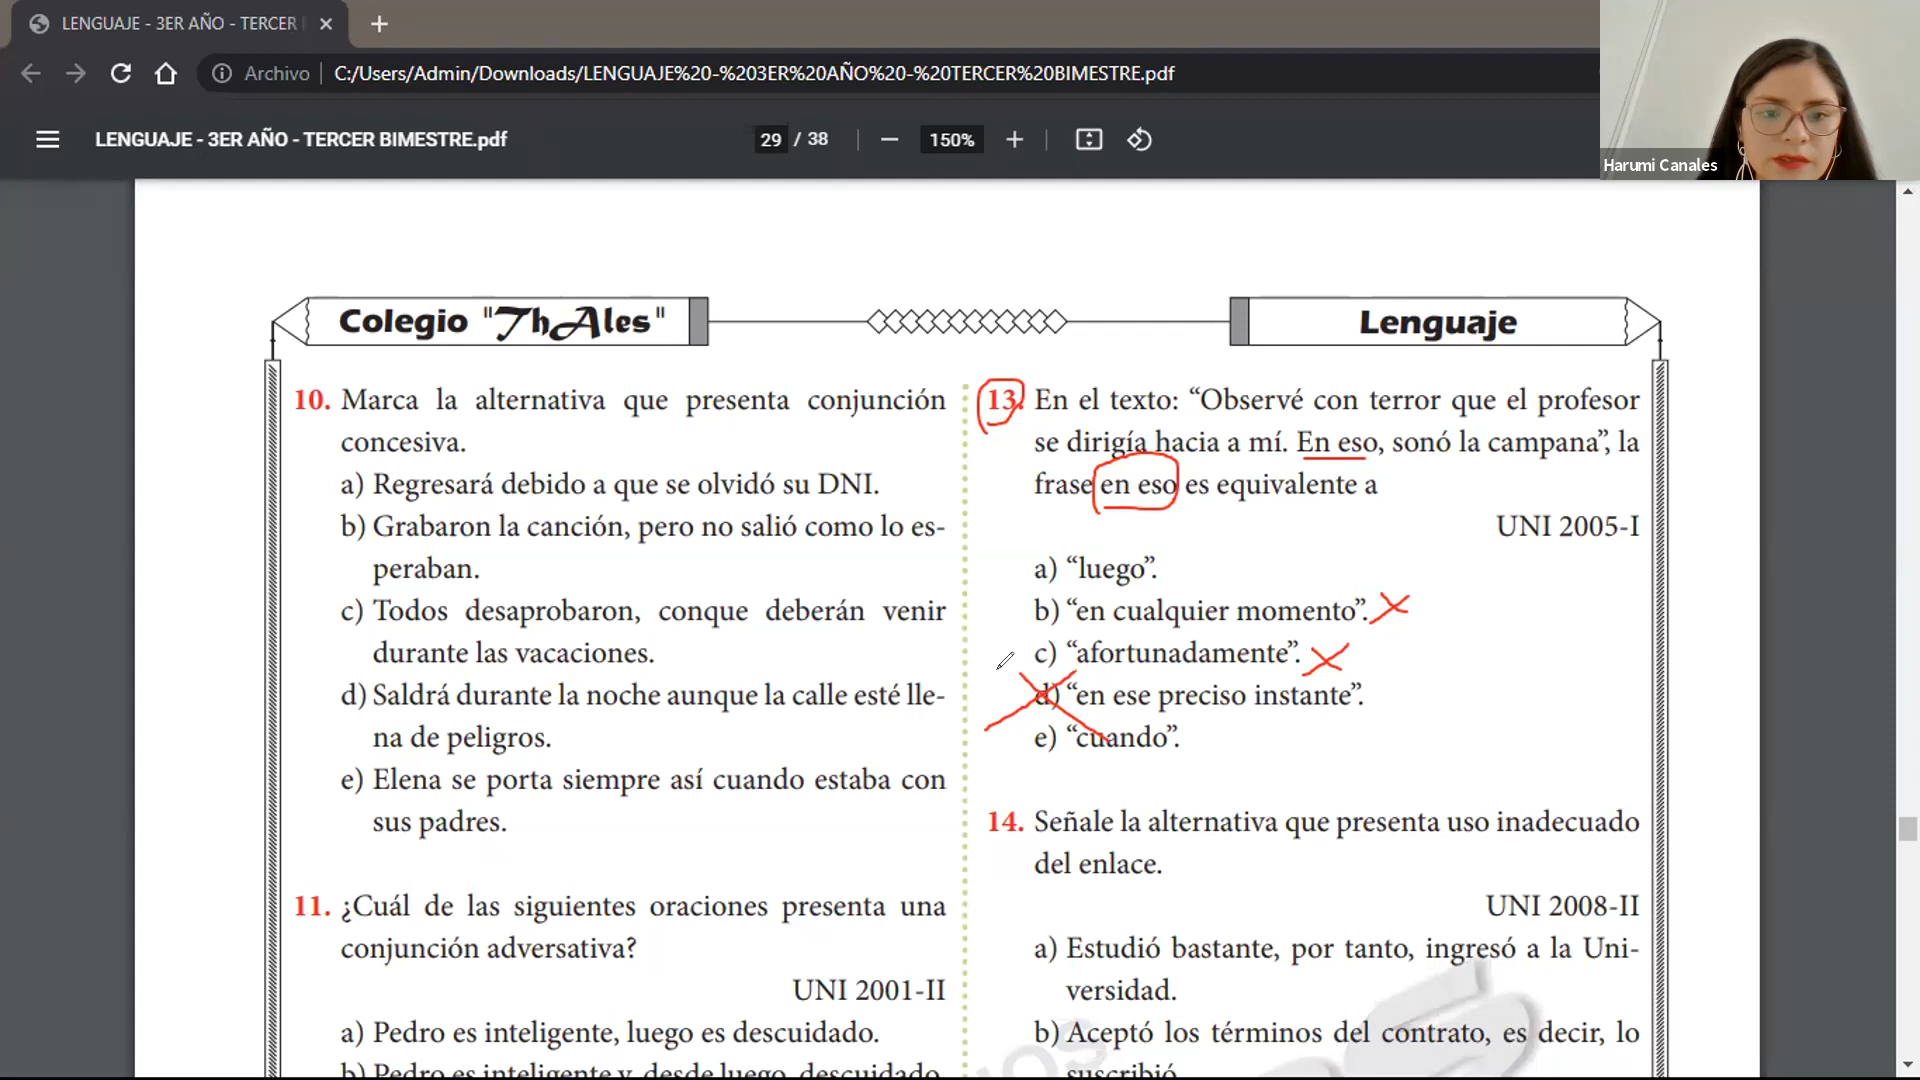 LENGUAJE - 3ER AÑO - TERCER
Archivo
C:/Users/Admin/Downloads/LENGUAJE%20-%203ER%20AÑO%20-%20TERCER%20BIMESTRE.pdf
LENGUAJE - 3ER AÑO - TERCER BIMESTRE.pdf
29 / 38
150%
Harumi Canales
Colegio "ThAles"
Lenguaje
10. Marca la alternativa que presenta conjunción
concesiva.
a) Regresará debido a que se olvidó su DNI.
b) Grabaron la canción, pero no salió como lo es-
peraban.
c) Todos desaprobaron, conque deberán venir
durante las vacaciones.
d) Saldrá durante la noche aunque la calle esté lle-
na de peligros.
e) Elena se porta siempre así cuando estaba con
sus padres.
11. ¿Cuál de las siguientes oraciones presenta una
conjunción adversativa?
UNI 2001-II
a) Pedro es inteligente, luego es descuidado.
b) Pedro es inteligente y, desde luego, descuidado.
13. En el texto: “Observé con terror que el profesor
se dirigía hacia a mí. En eso, sonó la campana”, la
frase en eso es equivalente a
UNI 2005-I
a) “luego”.
b) “en cualquier momento”.
c) “afortunadamente”.
d) “en ese preciso instante”.
e) “cuando”.
14. Señale la alternativa que presenta uso inadecuado
del enlace.
UNI 2008-II
a) Estudió bastante, por tanto, ingresó a la Uni-
versidad.
b) Aceptó los términos del contrato, es decir, lo
suscribió.